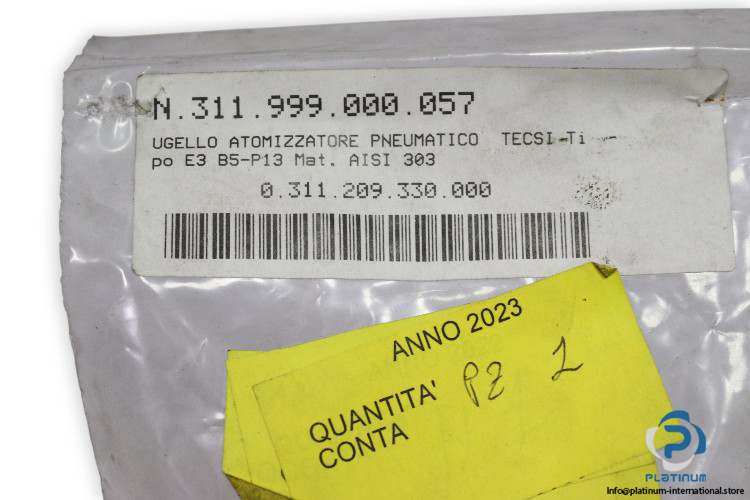 N.311.999.000.057
UGELLO ATOMIZZATORE PNEUMATICO TECSI Ti
po E3 B5-P13 Mat. AISI 303
0.311.209.330.000
ANNO 2023
QUANTITA' PZ 1
CONTA
PLATINUM
Info@platinum-international.store